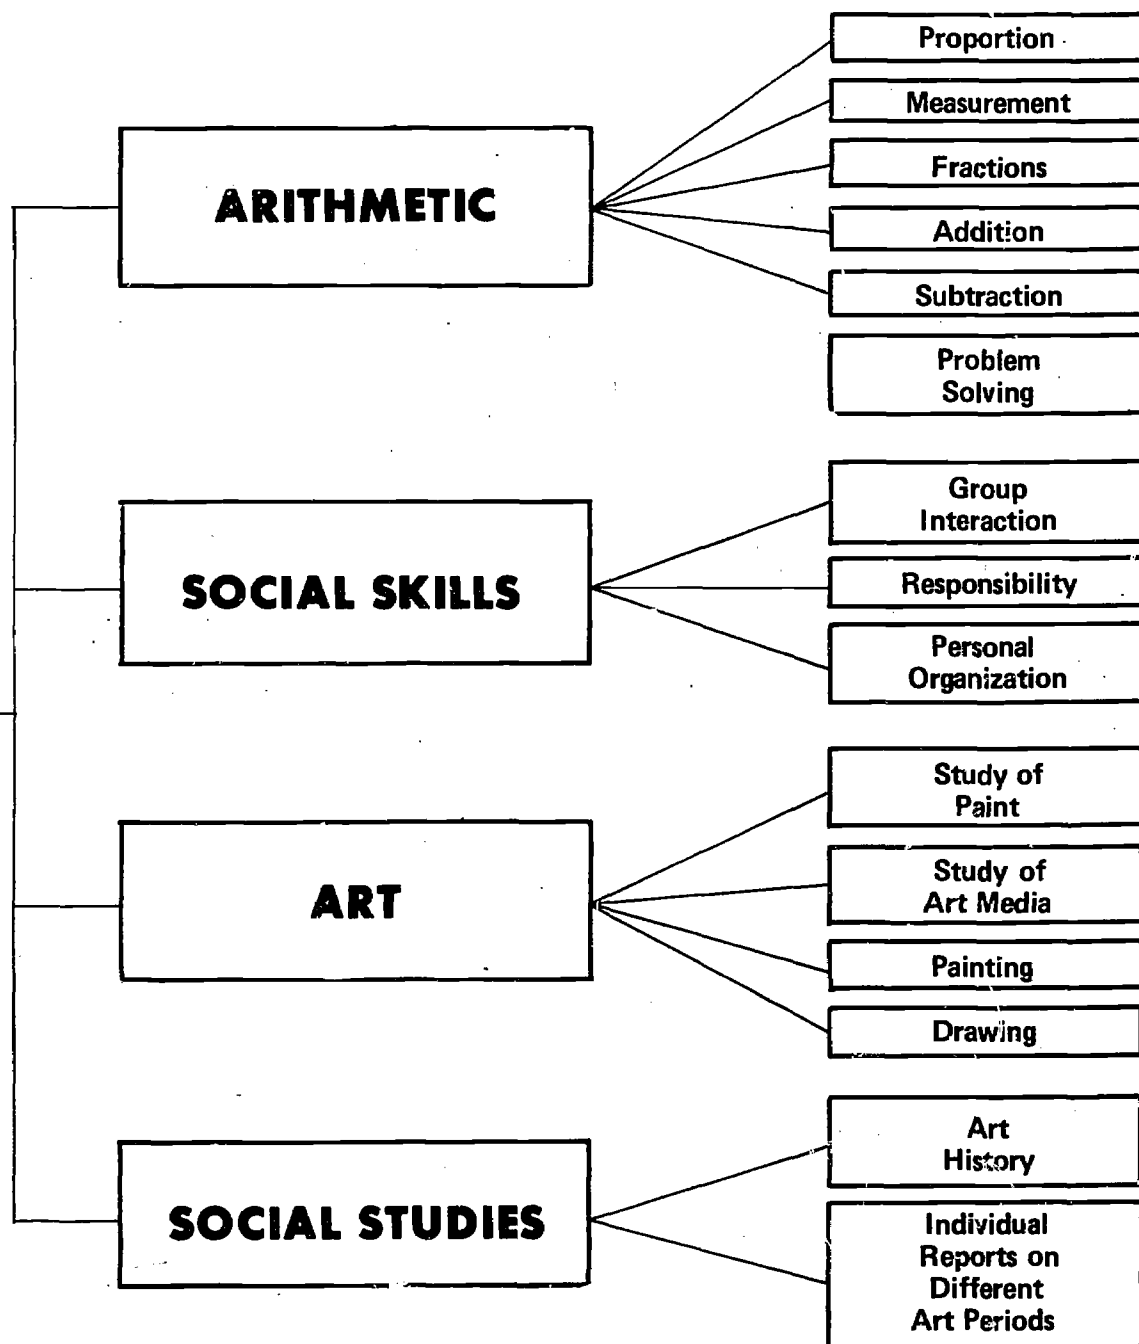 ARITHMETIC
Proportion
Measurement
Fractions
Addition
Subtraction
Problem
Solving
SOCIAL SKILLS
Group
Interaction
Responsibility
Personal
Organization
ART
Study of
Paint
Study of
Art Media
Painting
Drawing
SOCIAL STUDIES
Art
History
Individual
Reports on
Different
Art Periods